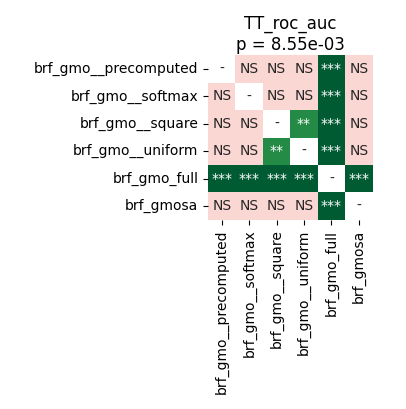 TT_roc_auc
p = 8.55e-03
brf_gmo__precomputed - NS NS NS *** NS
brf_gmo__softmax NS - NS NS *** NS
brf_gmo__square NS NS - ** *** NS
brf_gmo__uniform NS NS ** - *** NS
brf_gmo_full *** *** *** *** - ***
brf_gmosa NS NS NS NS *** -
brf_gmo__precomputed
brf_gmo__softmax
brf_gmo__square
brf_gmo__uniform
brf_gmo_full
brf_gmosa